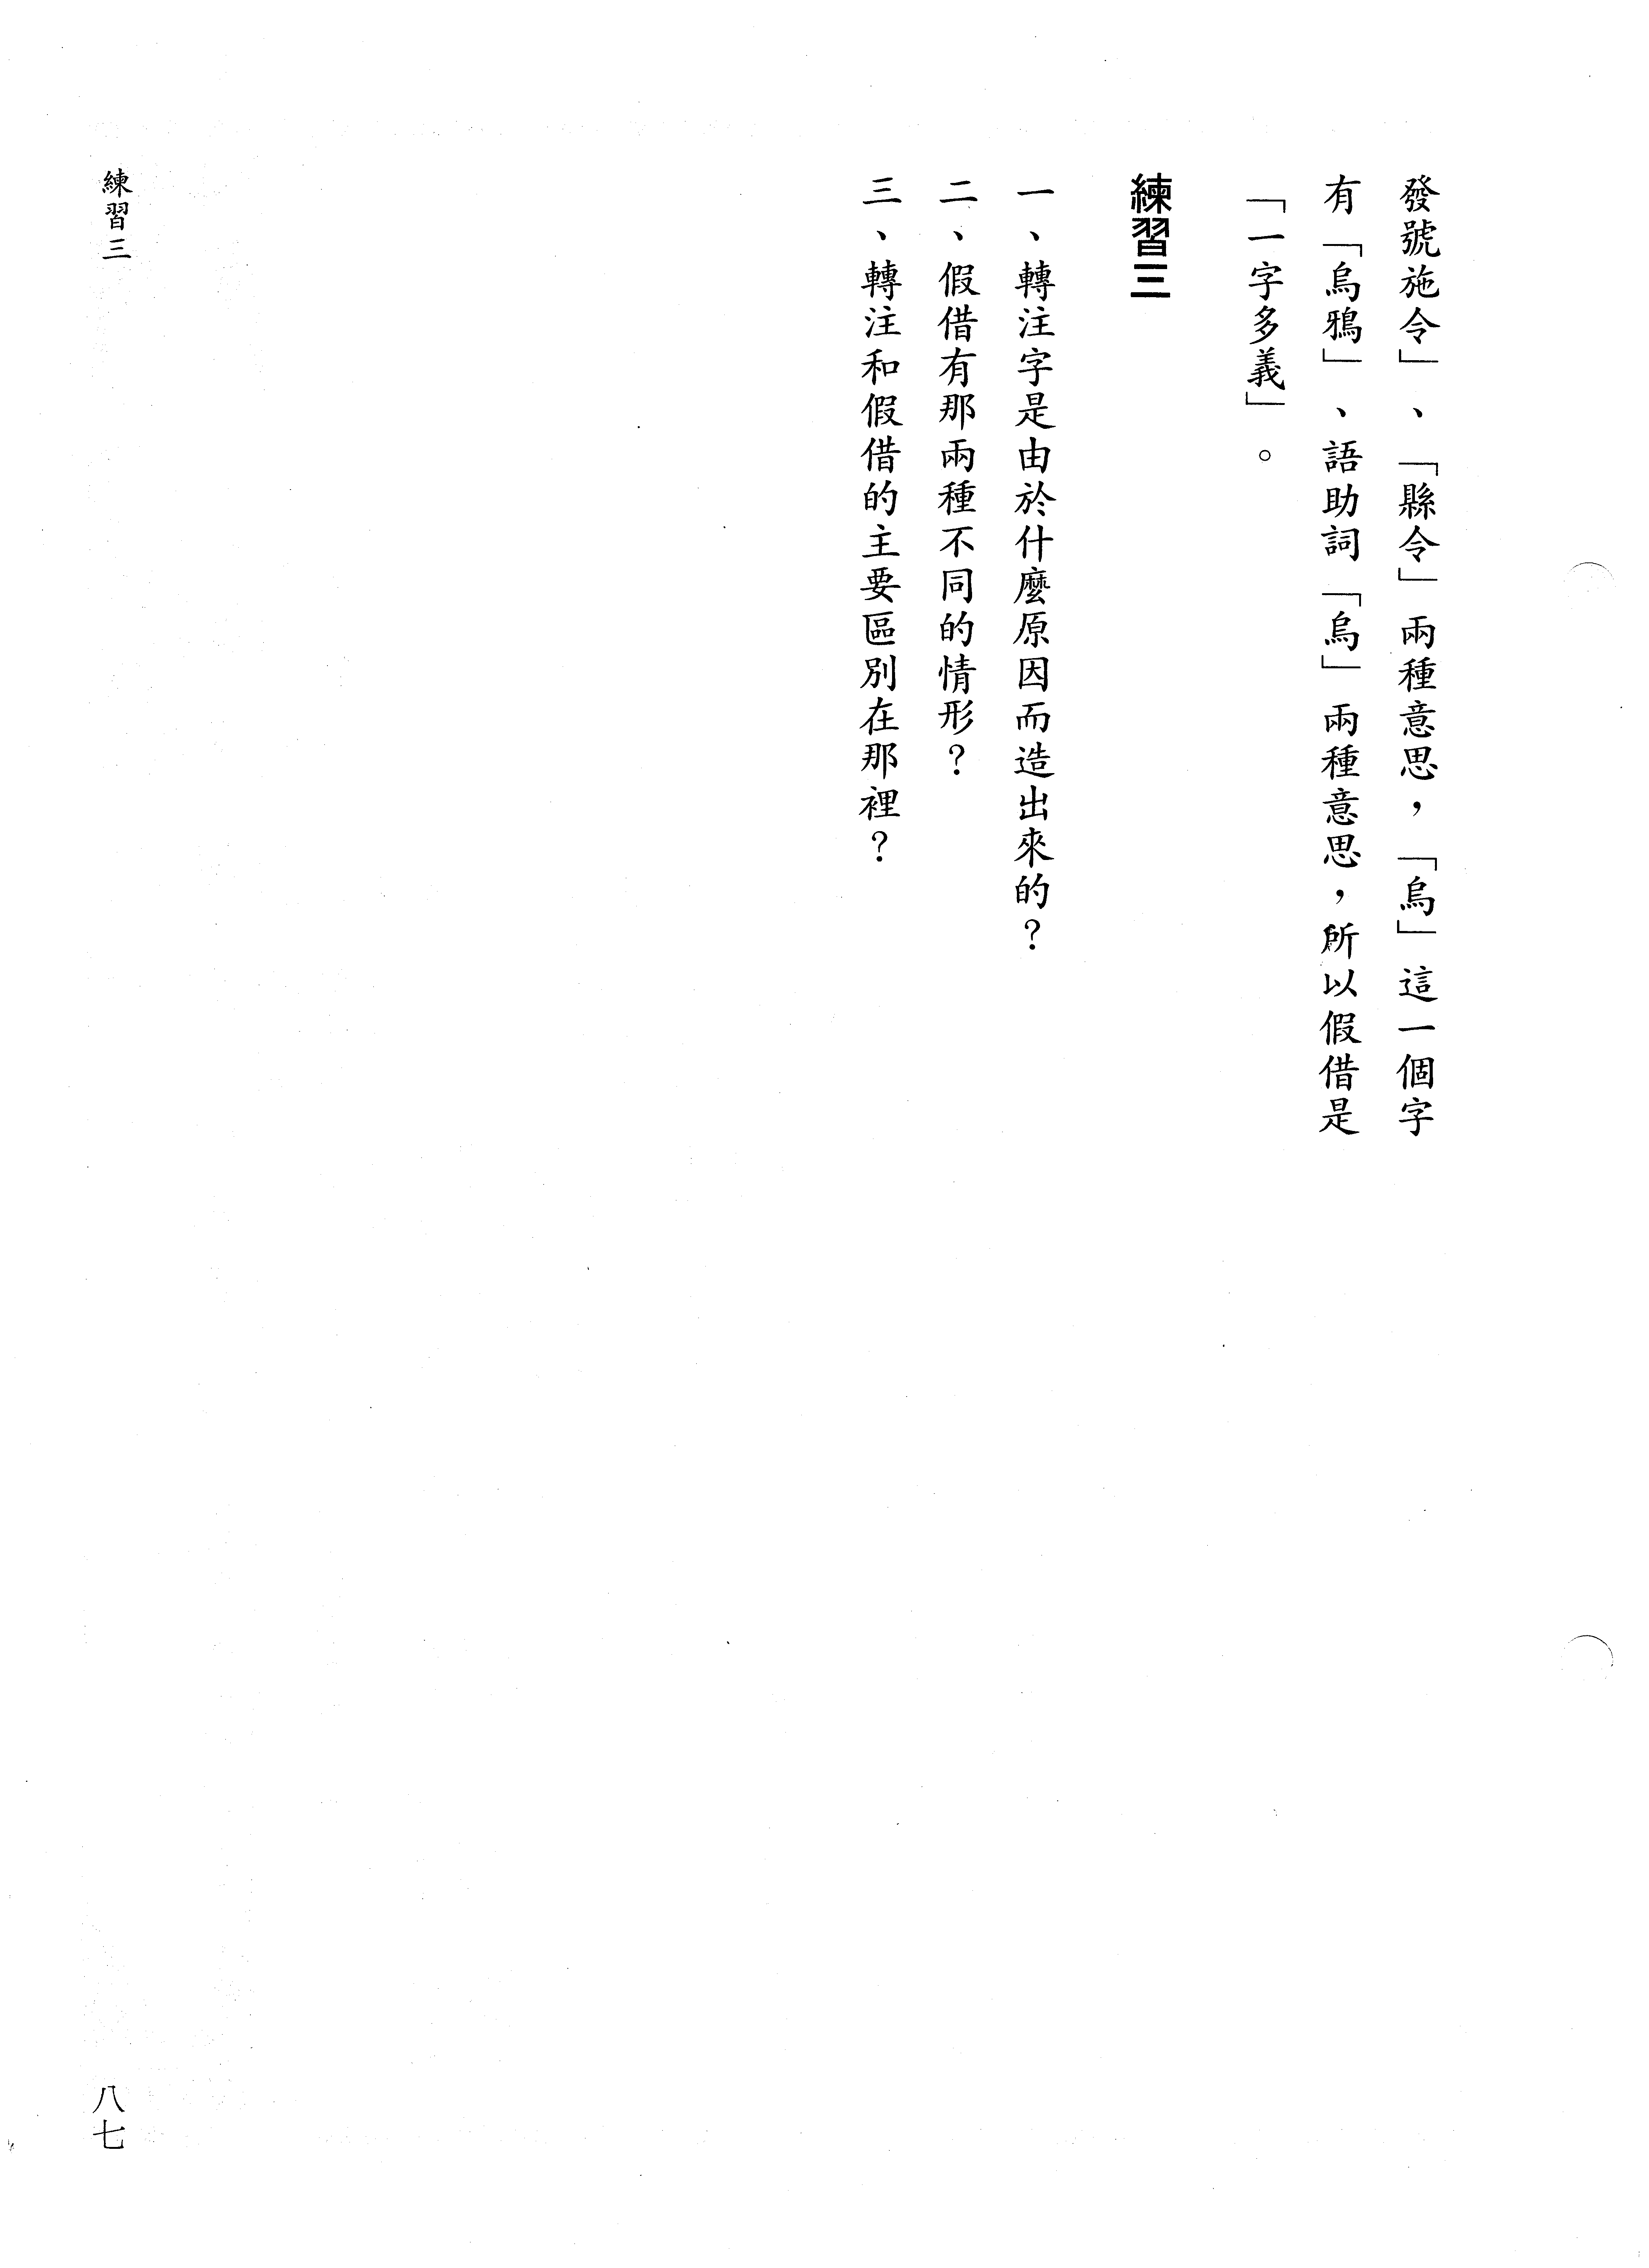 發號施令」、「縣令」兩種意思，「烏」這一個字
有「烏鴉」、語助詞「烏」兩種意思，所以假借是
「一字多義」。
練習三
一、轉注字是由於什麼原因而造出來的？
二、假借有那兩種不同的情形？
三、轉注和假借的主要區別在那裡？
練習三
八七